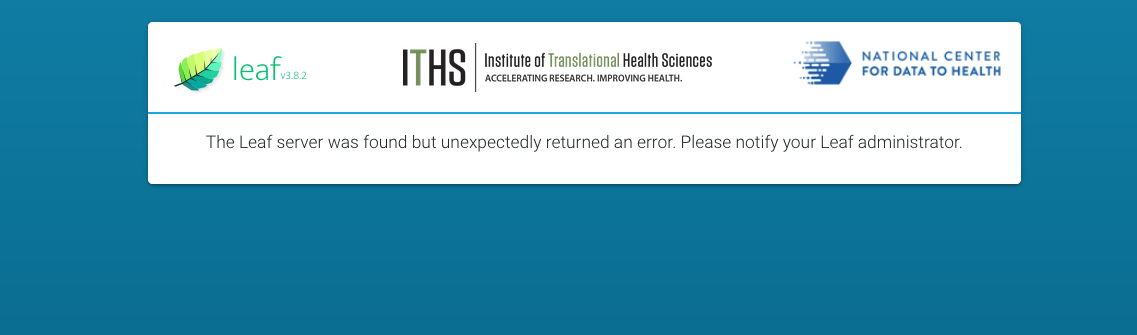 leaf v3.8.2
ITHS
Institute of Translational Health Sciences
ACCELERATING RESEARCH. IMPROVING HEALTH.
NATIONAL CENTER
FOR DATA TO HEALTH
The Leaf server was found but unexpectedly returned an error. Please notify your Leaf administrator.